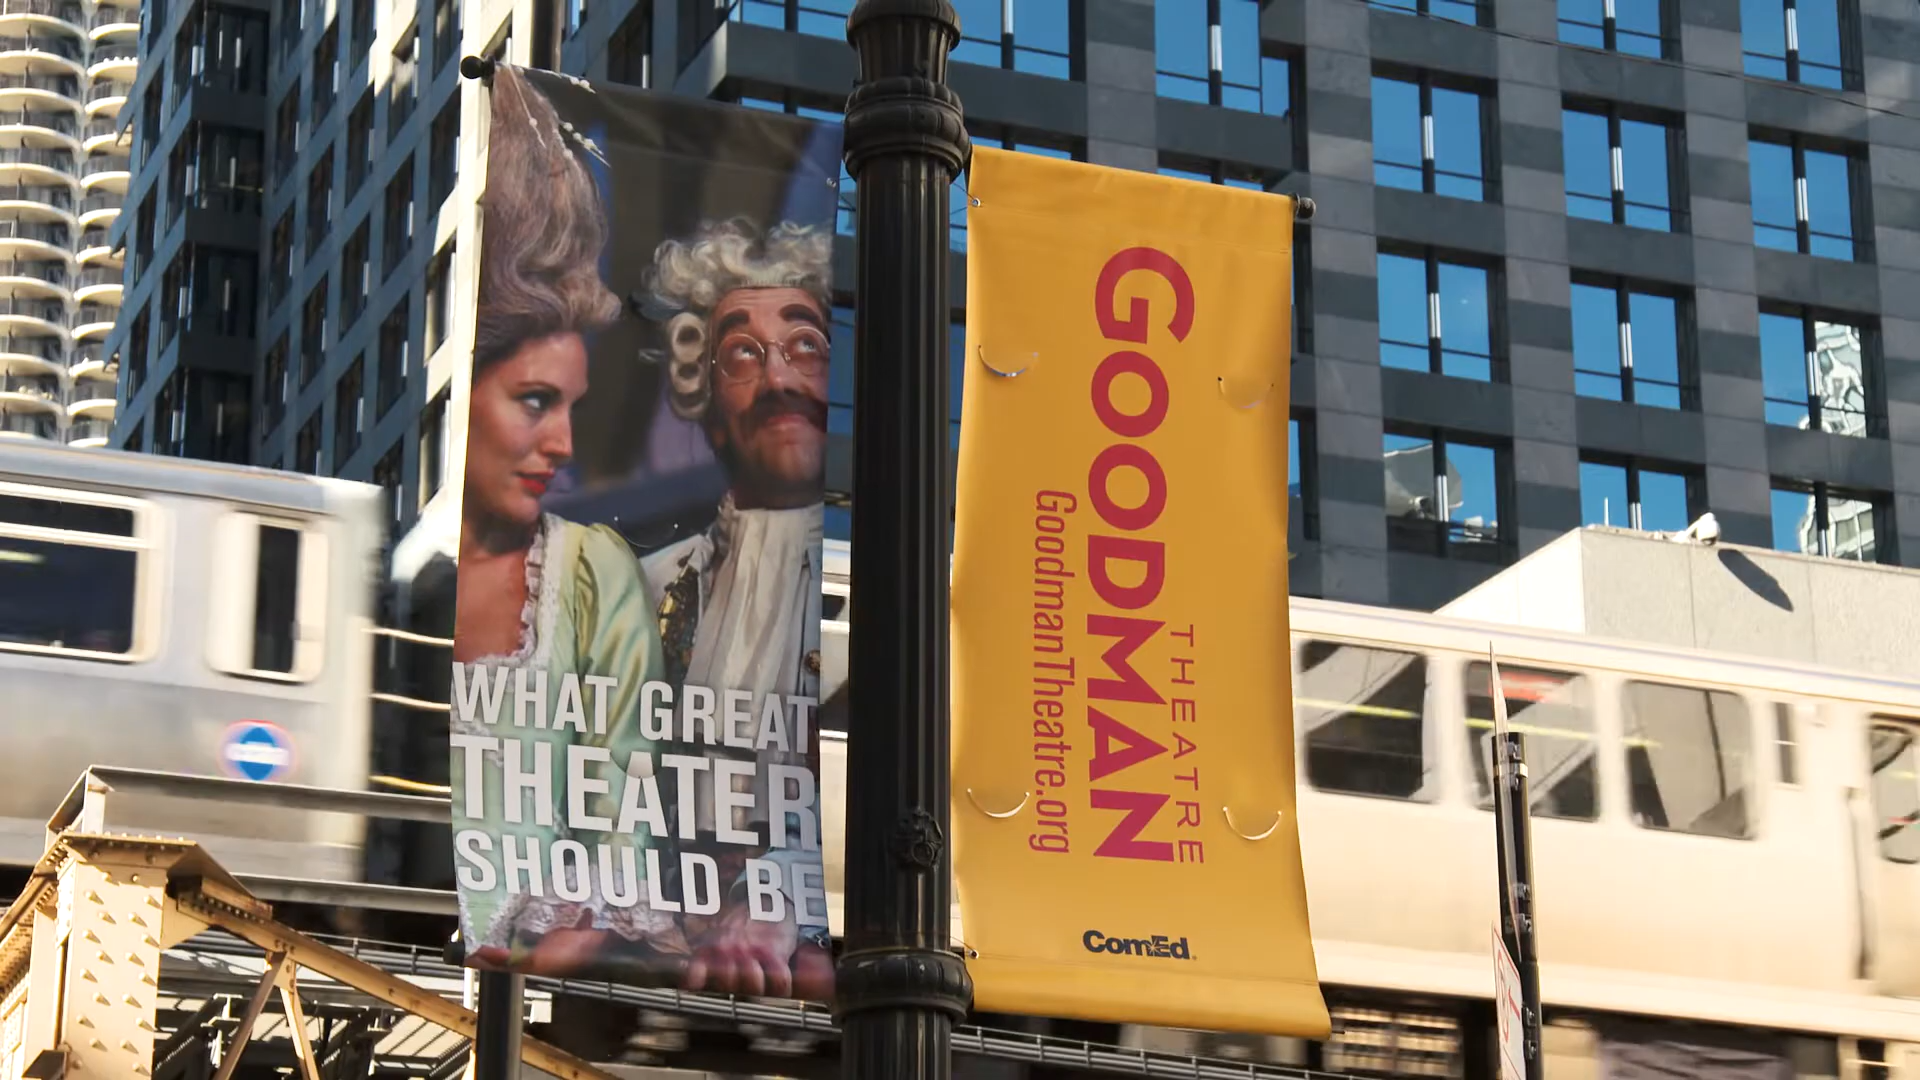 WHAT GREAT
THEATER
SHOULD BE
GOODMAN
THEATRE
GoodmanTheatre.org
ComEd